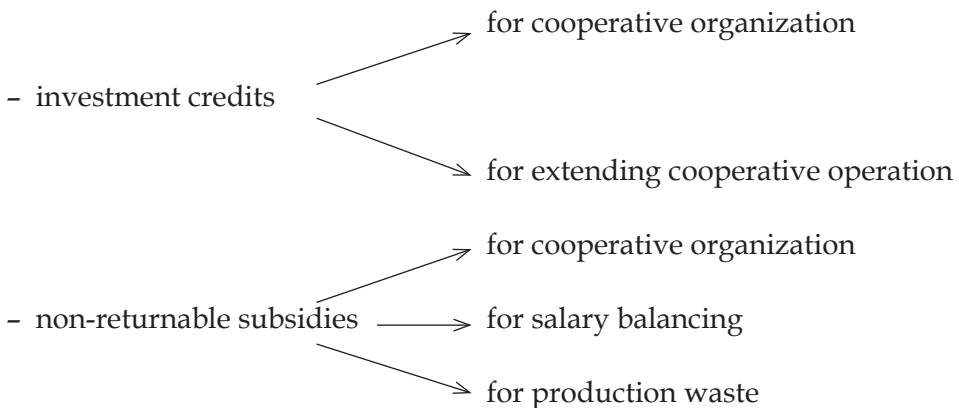 for cooperative organization
– investment credits
for extending cooperative operation
for cooperative organization
– non-returnable subsidies
for salary balancing
for production waste